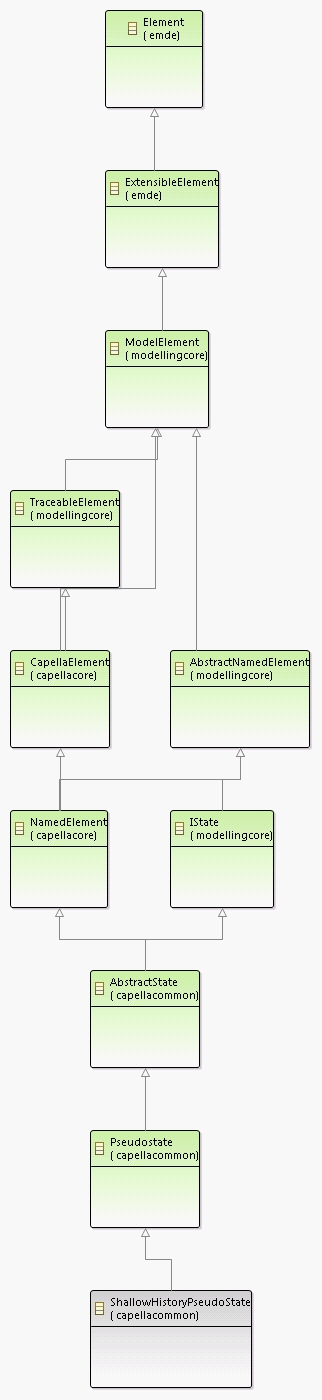 Element
( emde)
ExtensibleElement
( emde)
ModelElement
( modellingcore)
TraceableElement
( modellingcore)
CapellaElement
( capellacore)
AbstractNamedElement
( modellingcore)
NamedElement
( capellacore)
IState
( modellingcore)
AbstractState
( capellacommon)
Pseudostate
( capellacommon)
ShallowHistoryPseudoState
( capellacommon)